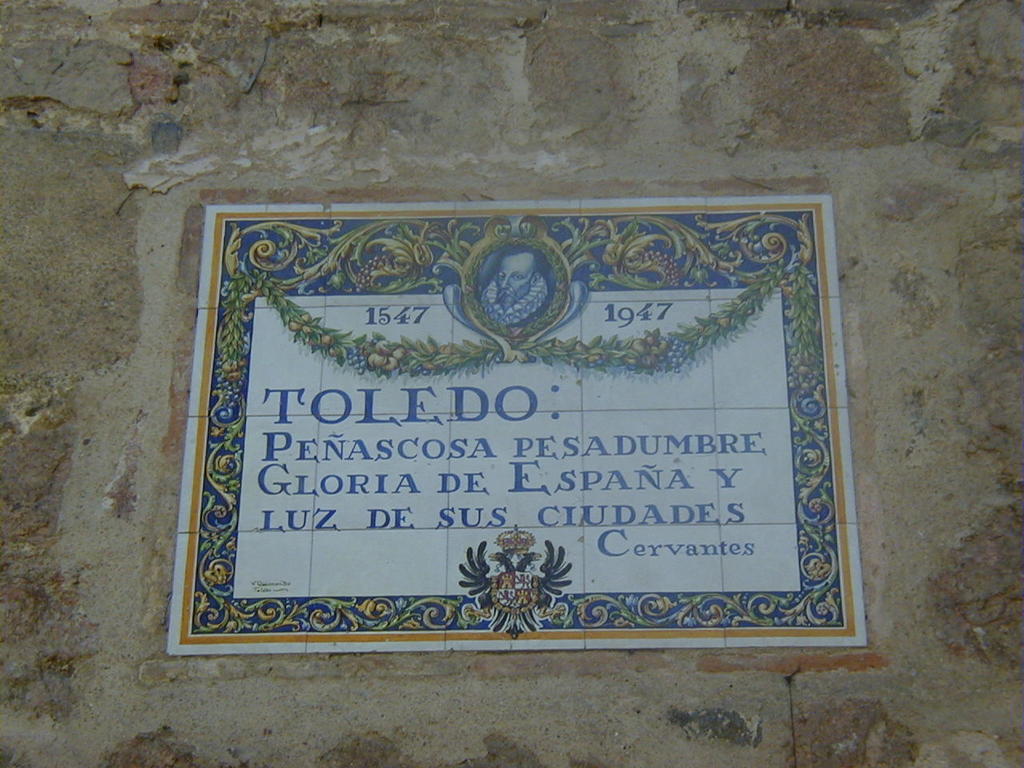 1547 1947
TOLEDO:
PEÑASCOSA PESADUMBRE
GLORIA DE ESPAÑA Y
LUZ DE SUS CIUDADES
CERVANTES